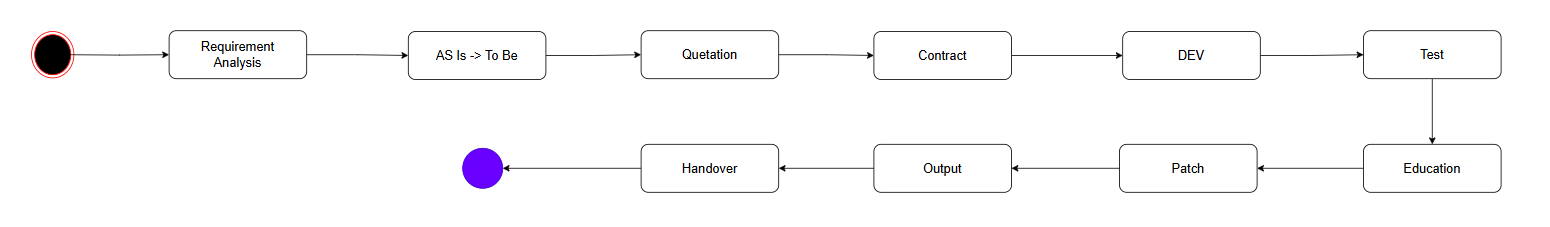 Requirement
Analysis
AS Is -> To Be
Quetation
Contract
DEV
Test
Education
Patch
Output
Handover